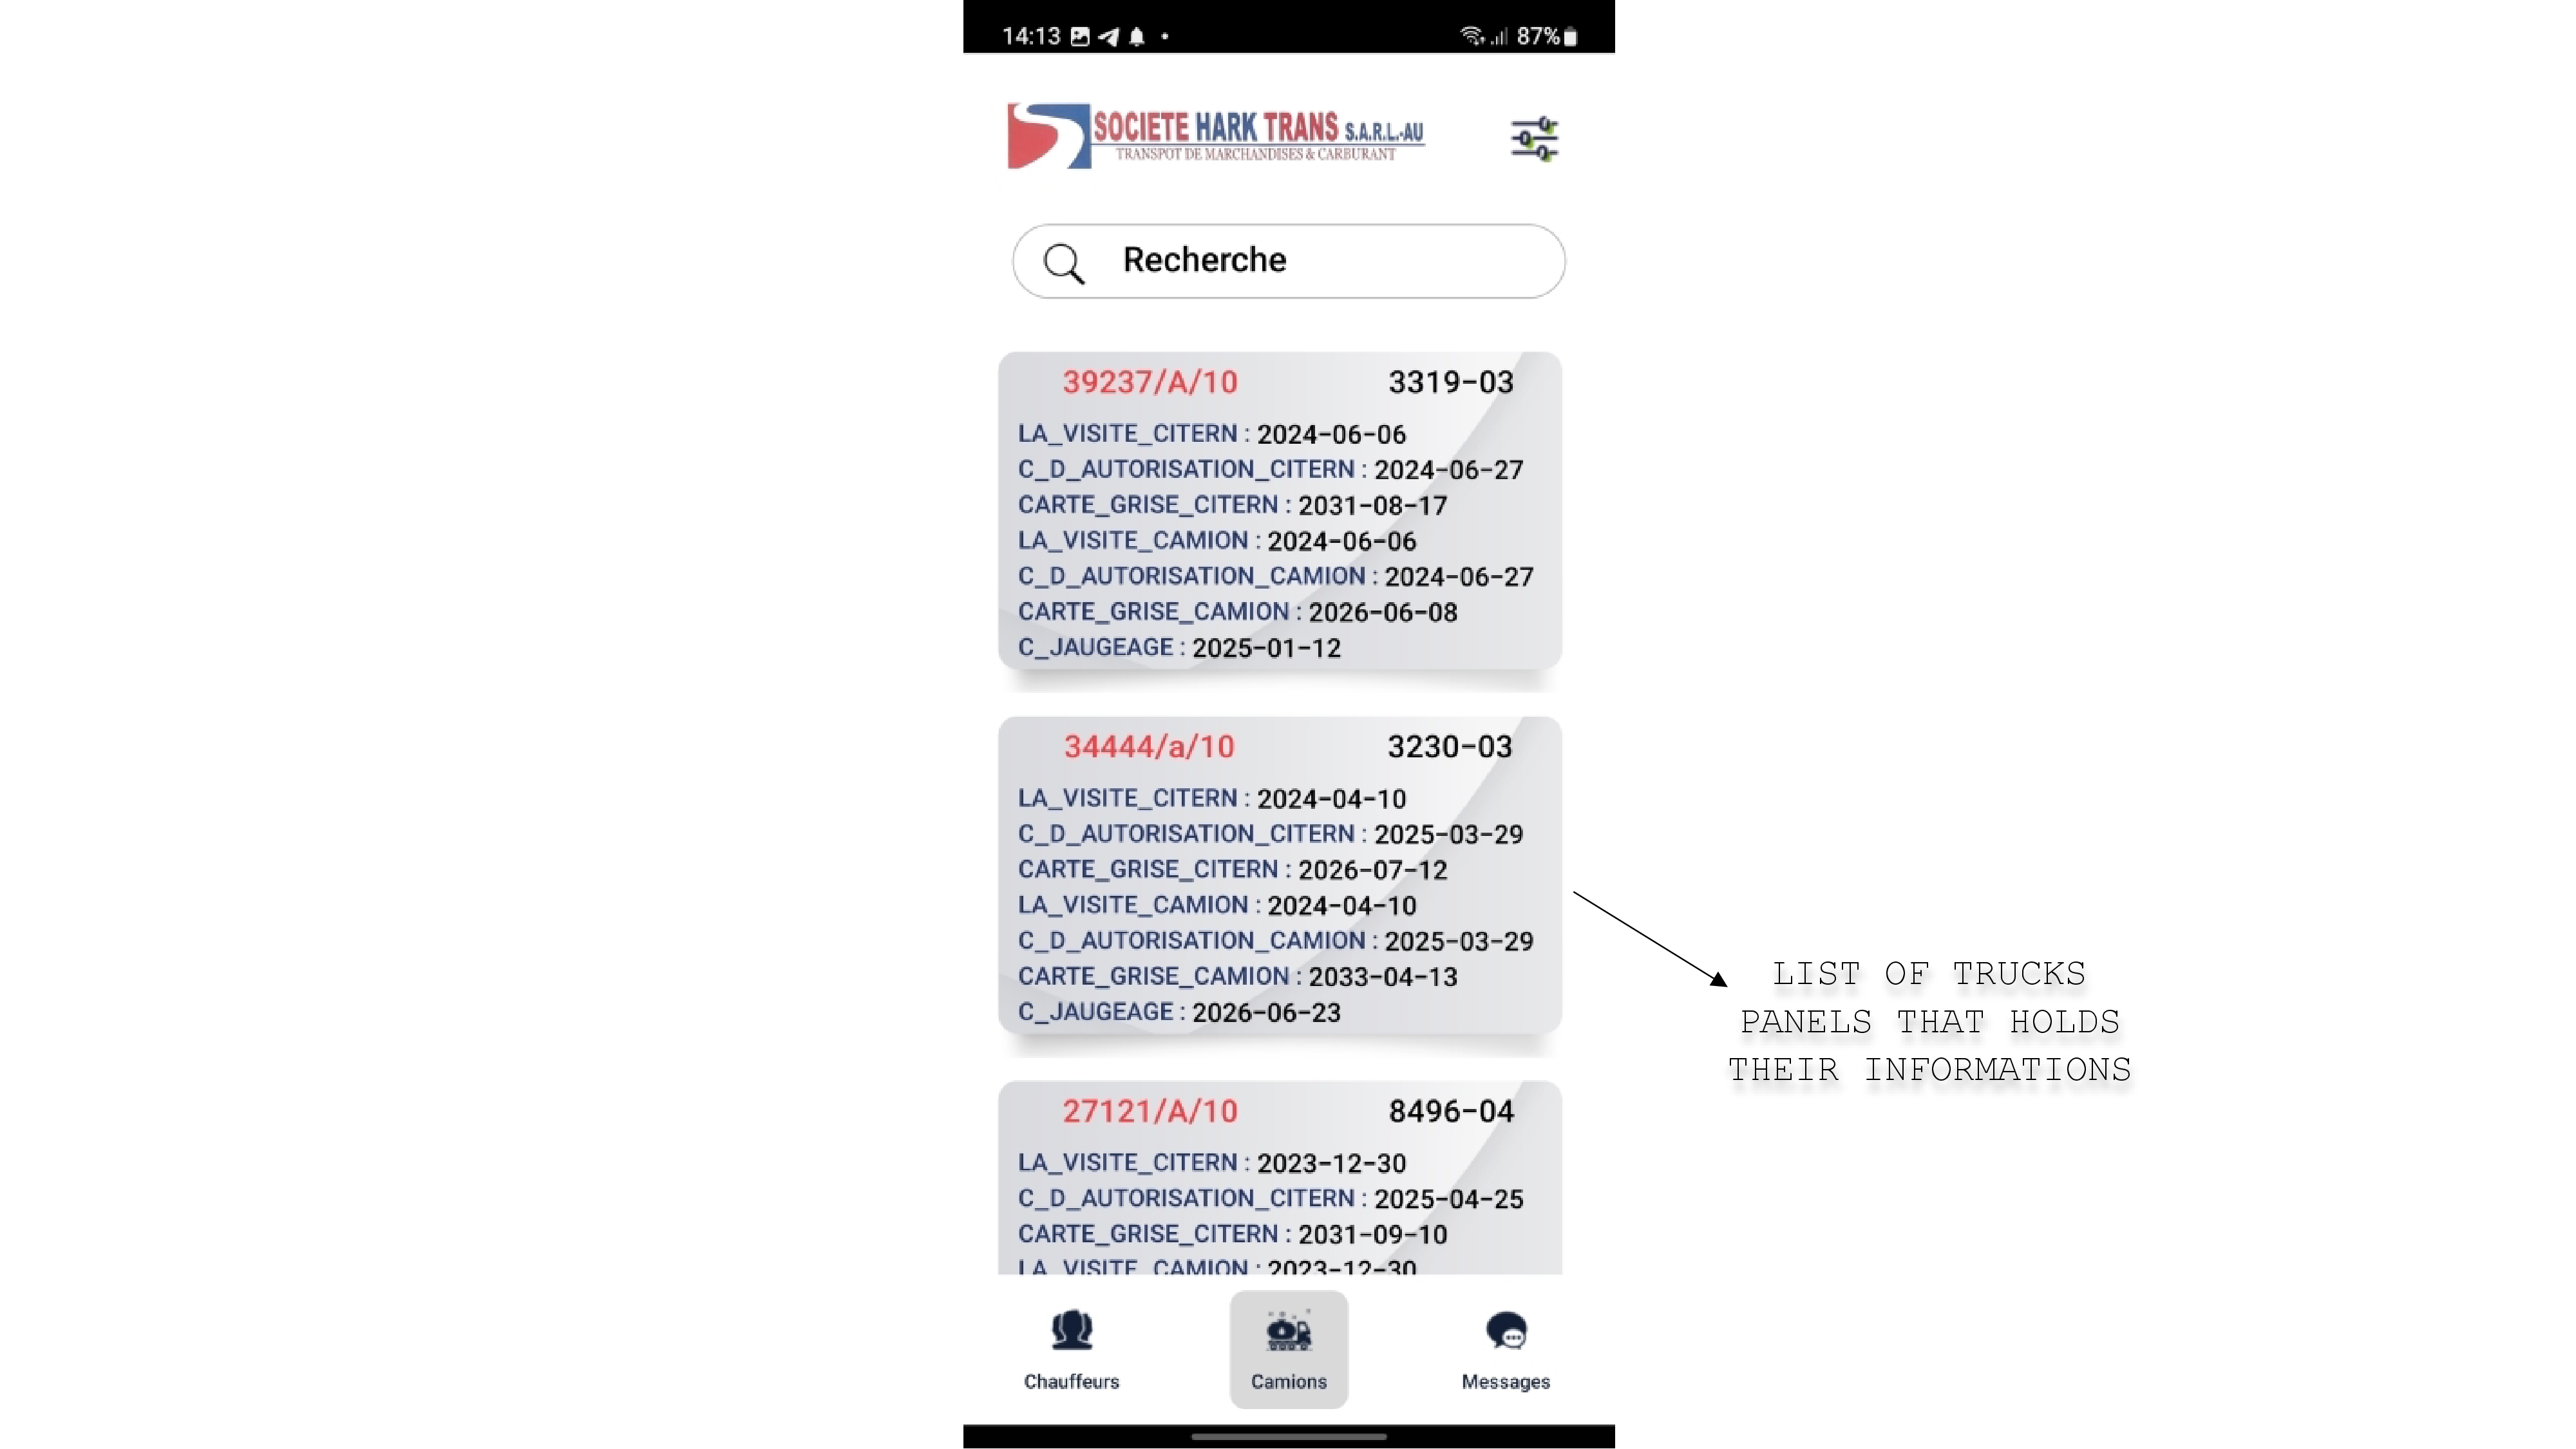 14:13
87%
SOCIETE HARK TRANS S.A.R.L.-AU
TRANSPOT DE MARCHANDISES & CARBURANT
Recherche
39237/A/10 3319-03
LA_VISITE_CITERN : 2024-06-06
C_D_AUTORISATION_CITERN : 2024-06-27
CARTE_GRISE_CITERN : 2031-08-17
LA_VISITE_CAMION : 2024-06-06
C_D_AUTORISATION_CAMION : 2024-06-27
CARTE_GRISE_CAMION : 2026-06-08
C_JAUGEAGE : 2025-01-12
34444/a/10 3230-03
LA_VISITE_CITERN : 2024-04-10
C_D_AUTORISATION_CITERN : 2025-03-29
CARTE_GRISE_CITERN : 2026-07-12
LA_VISITE_CAMION : 2024-04-10
C_D_AUTORISATION_CAMION : 2025-03-29
CARTE_GRISE_CAMION : 2033-04-13
C_JAUGEAGE : 2026-06-23
27121/A/10 8496-04
LA_VISITE_CITERN : 2023-12-30
C_D_AUTORISATION_CITERN : 2025-04-25
CARTE_GRISE_CITERN : 2031-09-10
LA_VISITE_CAMION : 2023-12-30
Chauffeurs
Camions
Messages
LIST OF TRUCKS
PANELS THAT HOLDS
THEIR INFORMATIONS